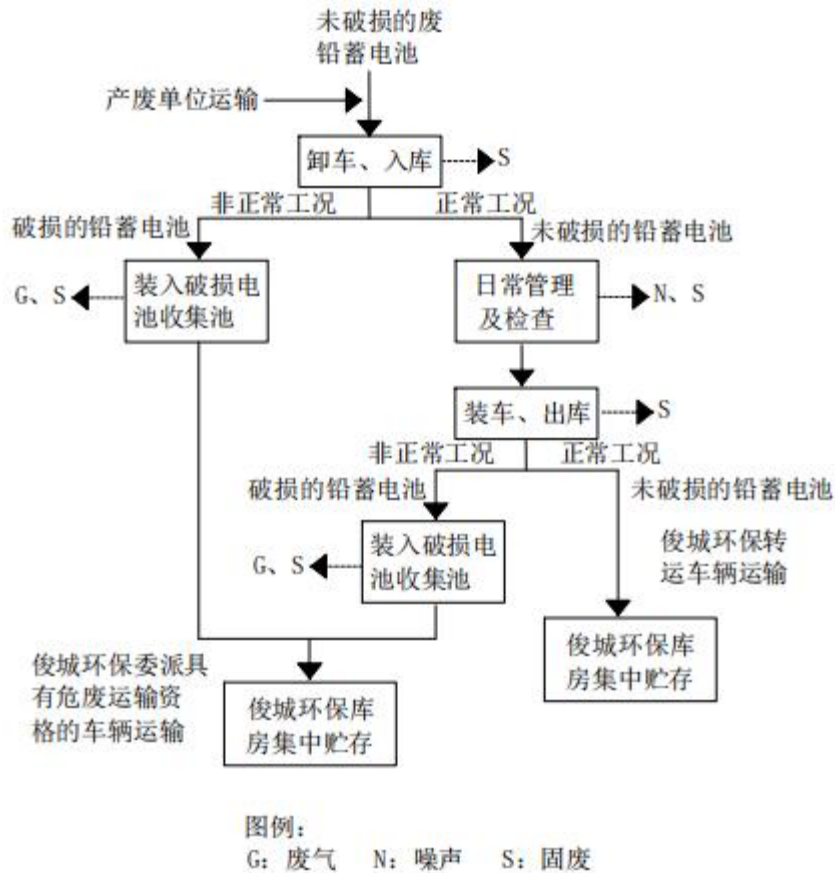 未破损的废
铅蓄电池
产废单位运输
卸车、入库
S
非正常工况
正常工况
破损的铅蓄电池
未破损的铅蓄电池
G、S
装入破损电
池收集池
日常管理
及检查
N、S
装车、出库
S
非正常工况
正常工况
破损的铅蓄电池
未破损的铅蓄电池
G、S
装入破损电
池收集池
俊城环保转
运车辆运输
俊城环保库
房集中贮存
俊城环保委派具
有危废运输资
格的车辆运输
俊城环保库
房集中贮存
图例：
G：废气 N：噪声 S：固废